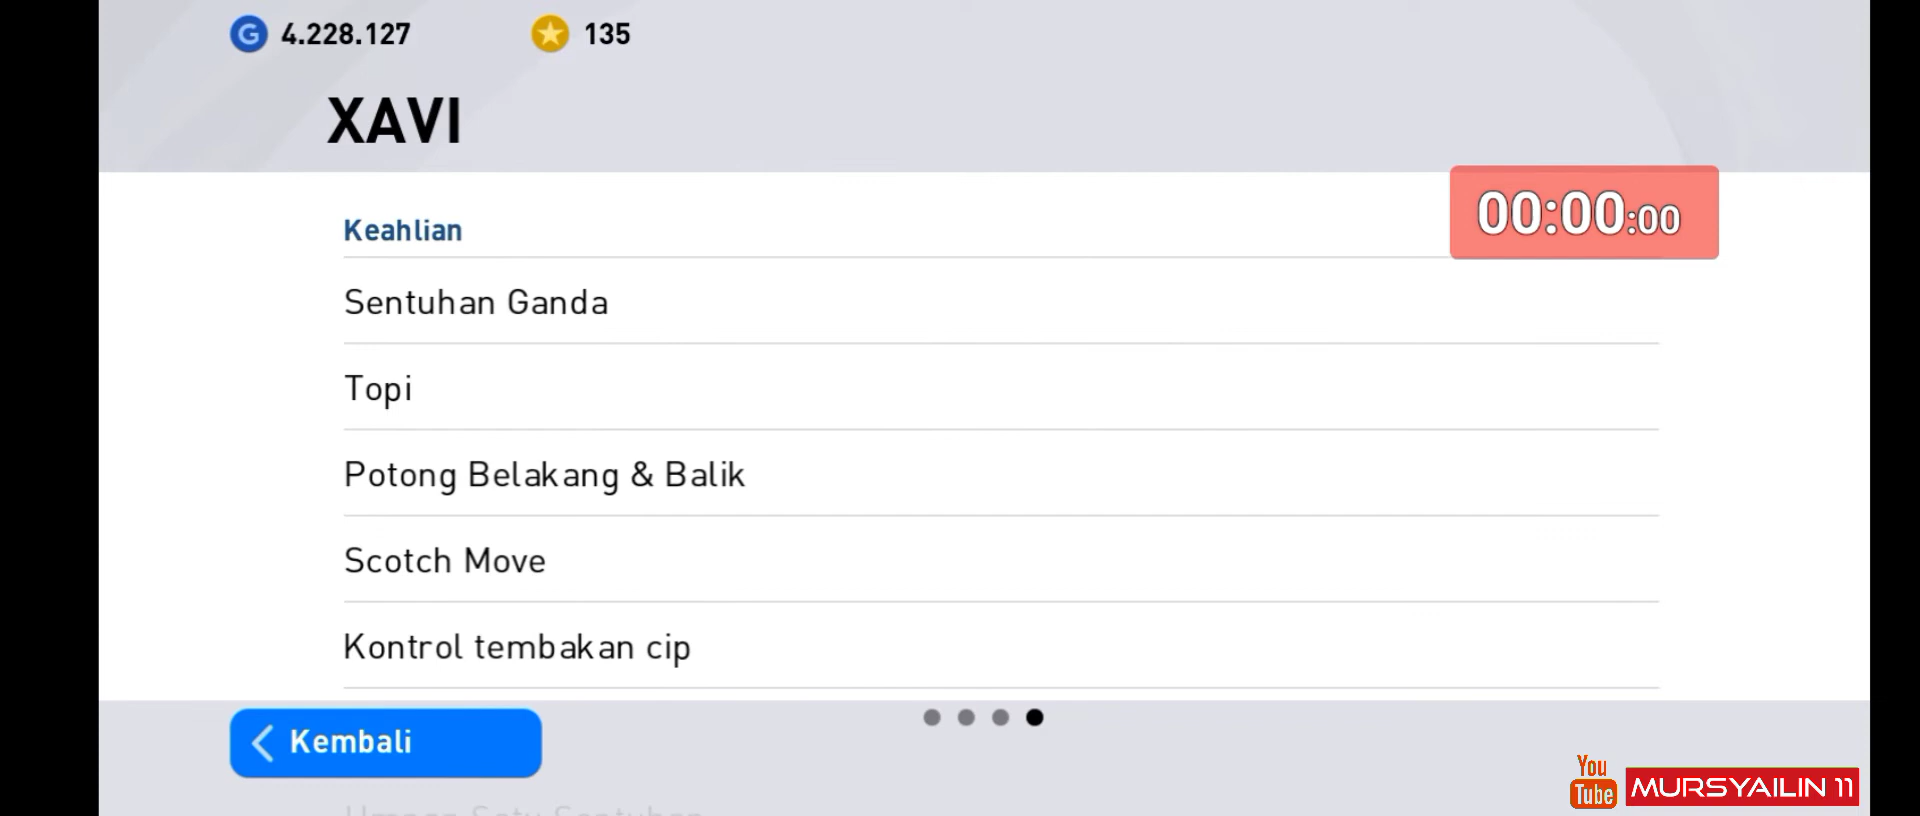 G 4.228.127 135
XAVI
00:00:00
Keahlian
Sentuhan Ganda
Topi
Potong Belakang & Balik
Scotch Move
Kontrol tembakan cip
Kembali
You
Tube MURSYAILIN 11